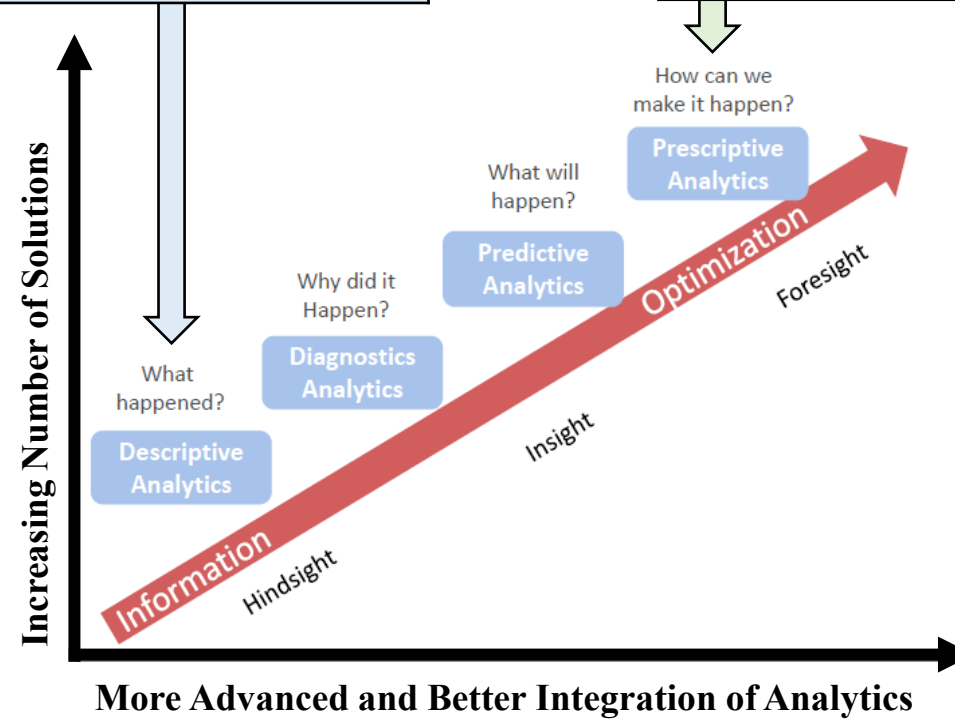 How can we
make it happen?
Prescriptive
Analytics
What will
happen?
Predictive
Analytics
Why did it
Happen?
Diagnostics
Analytics
What
happened?
Descriptive
Analytics
Information
Optimization
Hindsight
Insight
Foresight
Increasing Number of Solutions
More Advanced and Better Integration of Analytics